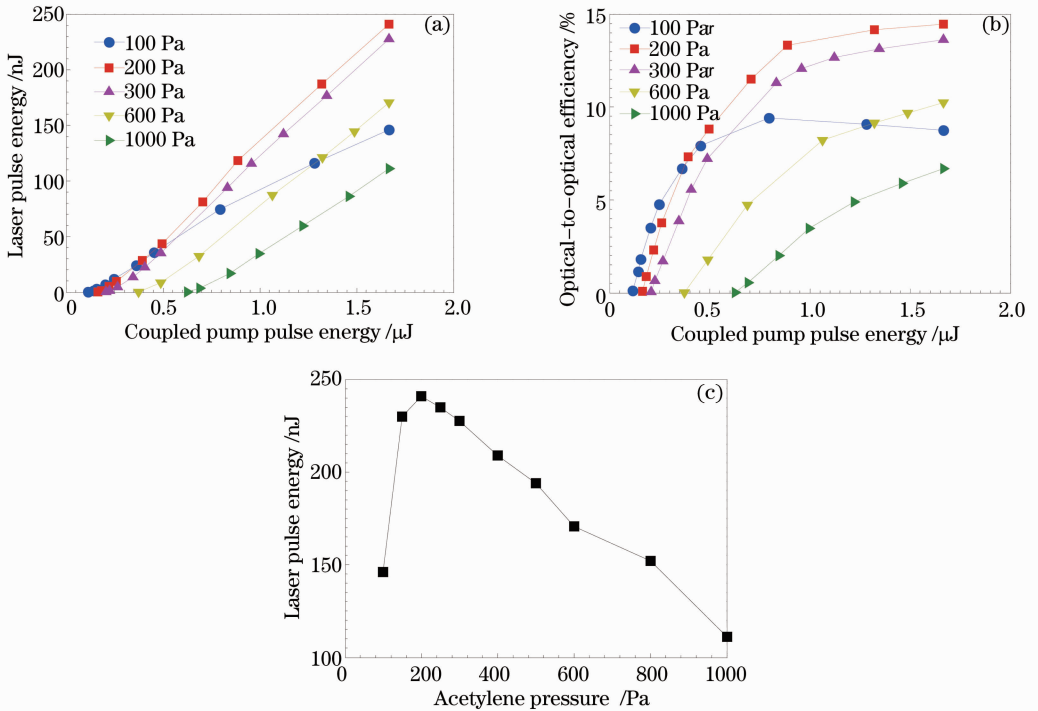 (a)
Laser pulse energy /nJ
250
200
150
100
50
0
100 Pa
200 Pa
300 Pa
600 Pa
1000 Pa
0 0.5 1.0 1.5 2.0
Coupled pump pulse energy /μJ
(b)
Optical-to-optical efficiency /%
15
10
5
0
100 Par
200 Pa
300 Par
600 Pa
1000 Pa
0 0.5 1.0 1.5 2.0
Coupled pump pulse energy /μJ
(c)
Laser pulse energy /nJ
250
200
150
100
0 200 400 600 800 1000
Acetylene pressure /Pa